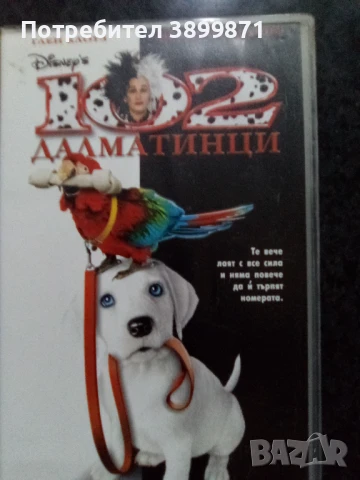 Потребител 3899871
Disney's
102
ДАЛМАТИНЦИ
Те вече
лаят с все сила
и няма повече
да ѝ търпят
номерата.
BAZAR